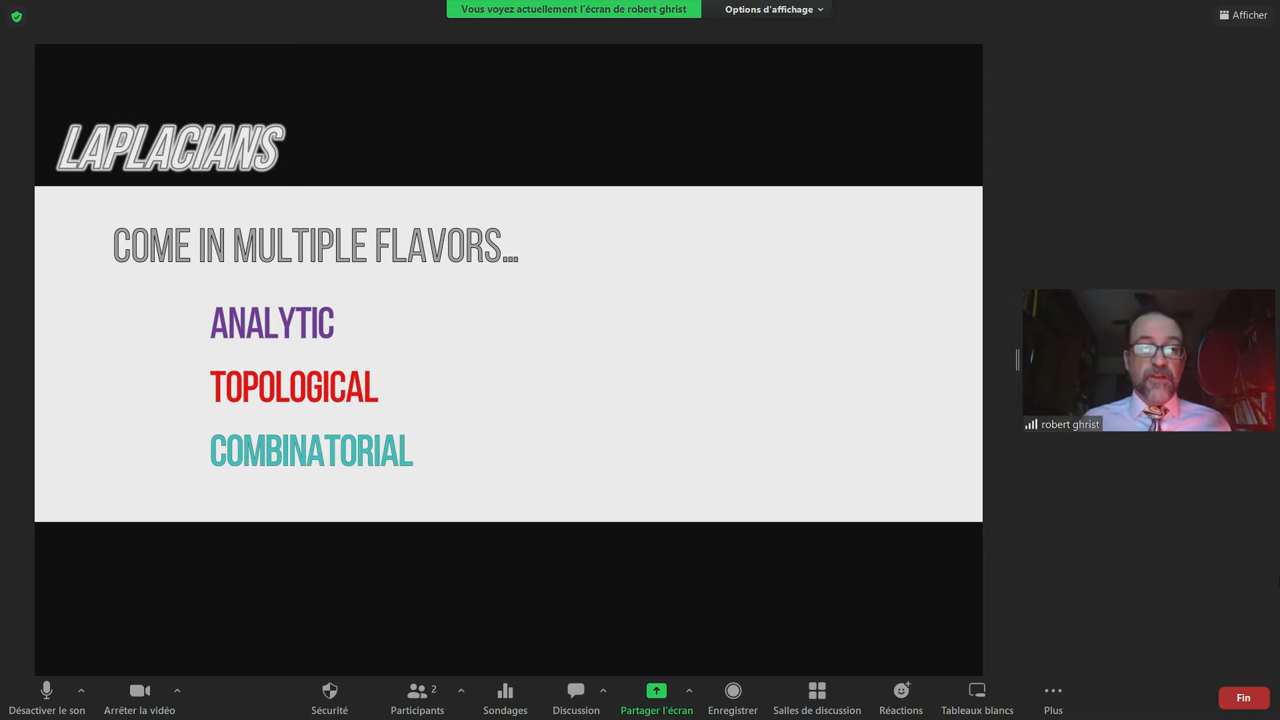 Vous voyez actuellement l'écran de robert ghrist
Options d'affichage
Afficher
LAPLACIANS
COME IN MULTIPLE FLAVORS...
ANALYTIC
TOPOLOGICAL
COMBINATORIAL
robert ghrist
2
Désactiver le son
Arrêter la vidéo
Sécurité
Participants
Sondages
Discussion
Partager l'écran
Enregistrer
Salles de discussion
Réactions
Tableaux blancs
Plus
Fin